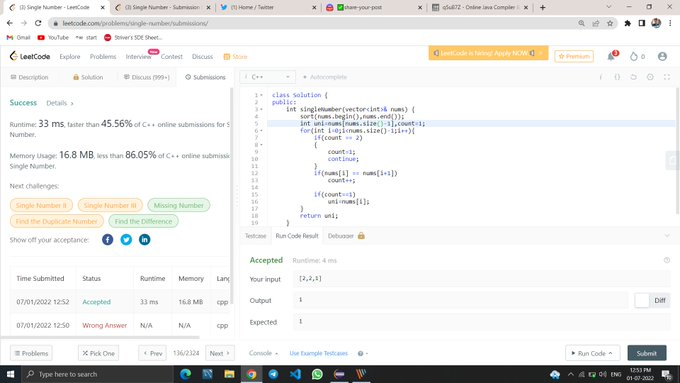 (3) Single Number - LeetCode
(3) Single Number - Submission
(1) Home / Twitter
share-your-post
qSu87Z - Online Java Compiler
leetcode.com/problems/single-number/submissions/
Gmail
YouTube
Start
Striver's SDE Sheet...
LeetCode
Explore
Problems
Interview
New
Contest
Discuss
Store
LeetCode is hiring! Apply NOW.
Premium
3
0
Description
Solution
Discuss (999+)
Submissions
C++
Autocomplete
Success
Details >
Runtime: 33 ms, faster than 45.56% of C++ online submissions for S
Number.
Memory Usage: 16.8 MB, less than 86.05% of C++ online submissio
Single Number.
Next challenges:
Single Number II
Single Number III
Missing Number
Find the Duplicate Number
Find the Difference
Show off your acceptance:
Time Submitted
Status
Runtime
Memory
Lang
07/01/2022 12:52
Accepted
33 ms
16.8 MB
cpp
07/01/2022 12:50
Wrong Answer
N/A
N/A
cpp
1 class Solution {
2 public:
3 int singleNumber(vector<int>& nums) {
4 sort(nums.begin(),nums.end());
5 int uni=nums[nums.size()-1],count=1;
6 for(int i=0;i<nums.size()-1;i++){
7 if(count == 2)
8 {
9 count=1;
10 continue;
11 }
12 if(nums[i] == nums[i+1])
13 count++;
14
15 if(count==1)
16 uni=nums[i];
17 }
18 return uni;
19 }
Testcase
Run Code Result
Debugger
Accepted
Runtime: 4 ms
Your input
[2,2,1]
Output
1
Diff
Expected
1
Problems
Pick One
< Prev
136/2324
Next >
Console
Use Example Testcases
Run Code
Submit
Type here to search
ENG
12:53 PM
01-07-2022